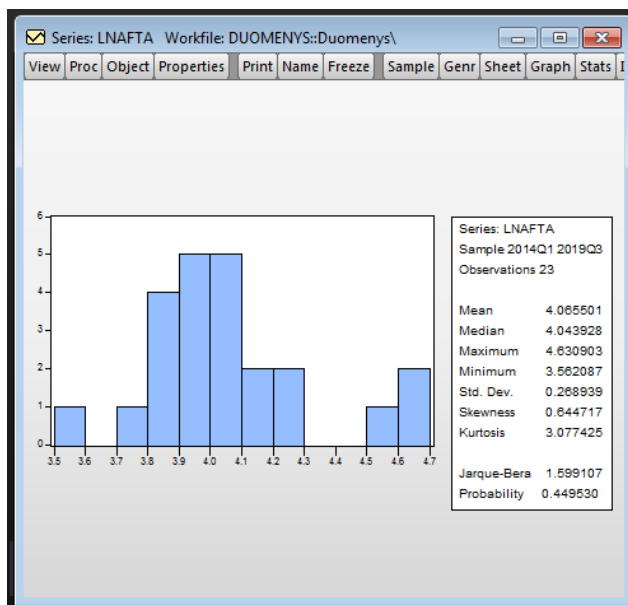 Series: LNAFTA Workfile: DUOMENYS::Duomenys\
View Proc Object Properties Print Name Freeze Sample Genr Sheet Graph Stats
6
5
4
3
2
1
0
3.5 3.6 3.7 3.8 3.9 4.0 4.1 4.2 4.3 4.4 4.5 4.6 4.7
Series: LNAFTA
Sample 2014Q1 2019Q3
Observations 23
Mean 4.065501
Median 4.043928
Maximum 4.630903
Minimum 3.562087
Std. Dev. 0.268939
Skewness 0.644717
Kurtosis 3.077425
Jarque-Bera 1.599107
Probability 0.449530